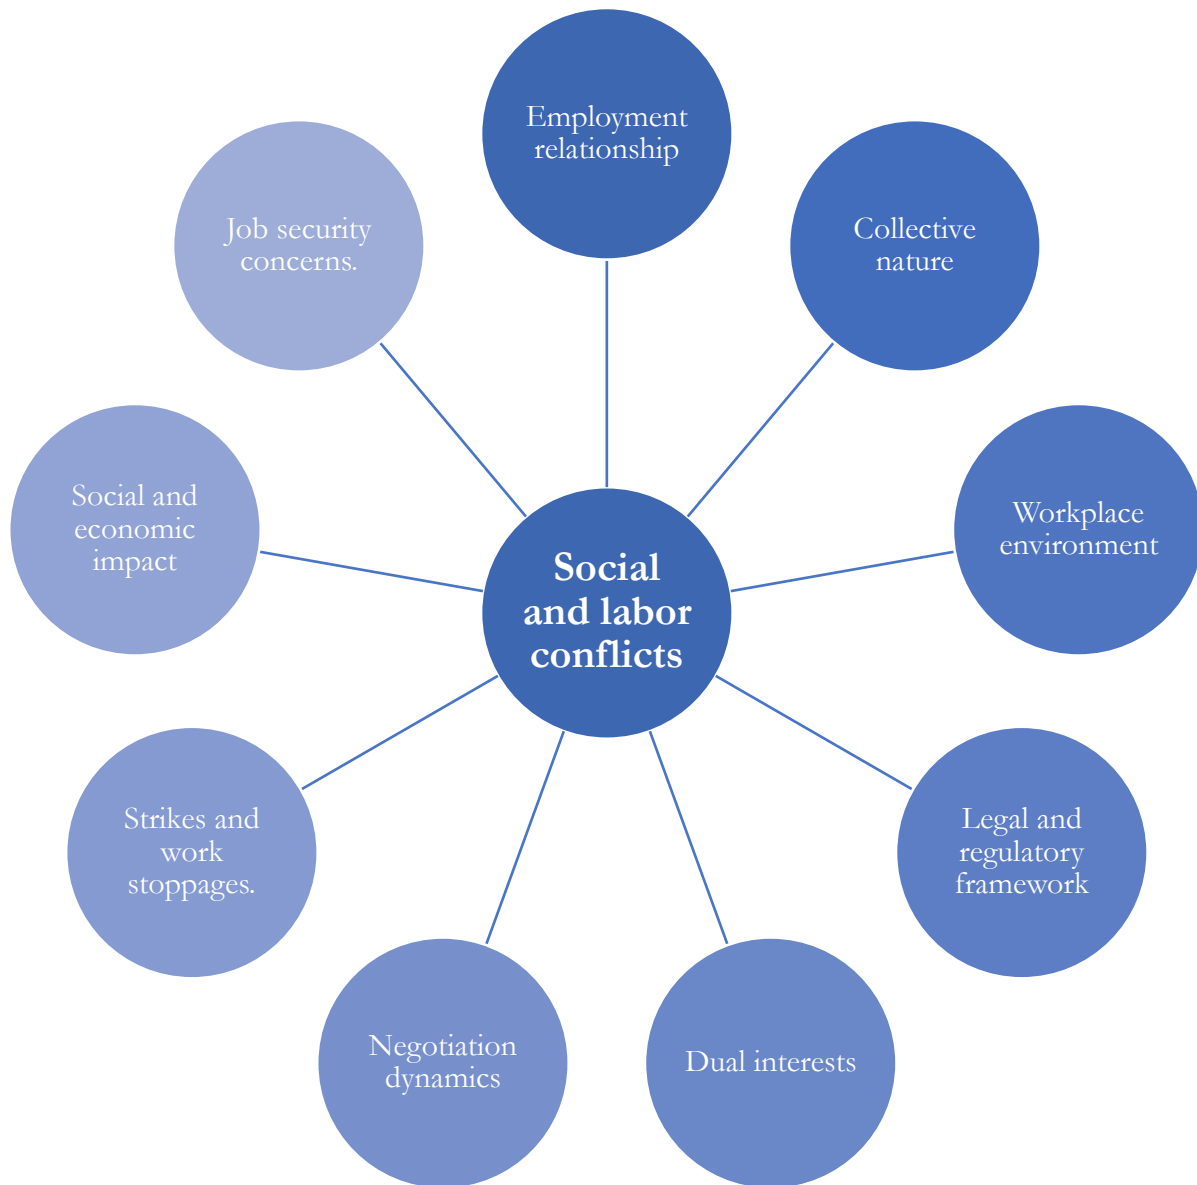 Employment
relationship
Collective
nature
Workplace
environment
Legal and
regulatory
framework
Dual interests
Negotiation
dynamics
Strikes and
work
stoppages.
Social and
economic
impact
Job security
concerns.
Social
and labor
conflicts